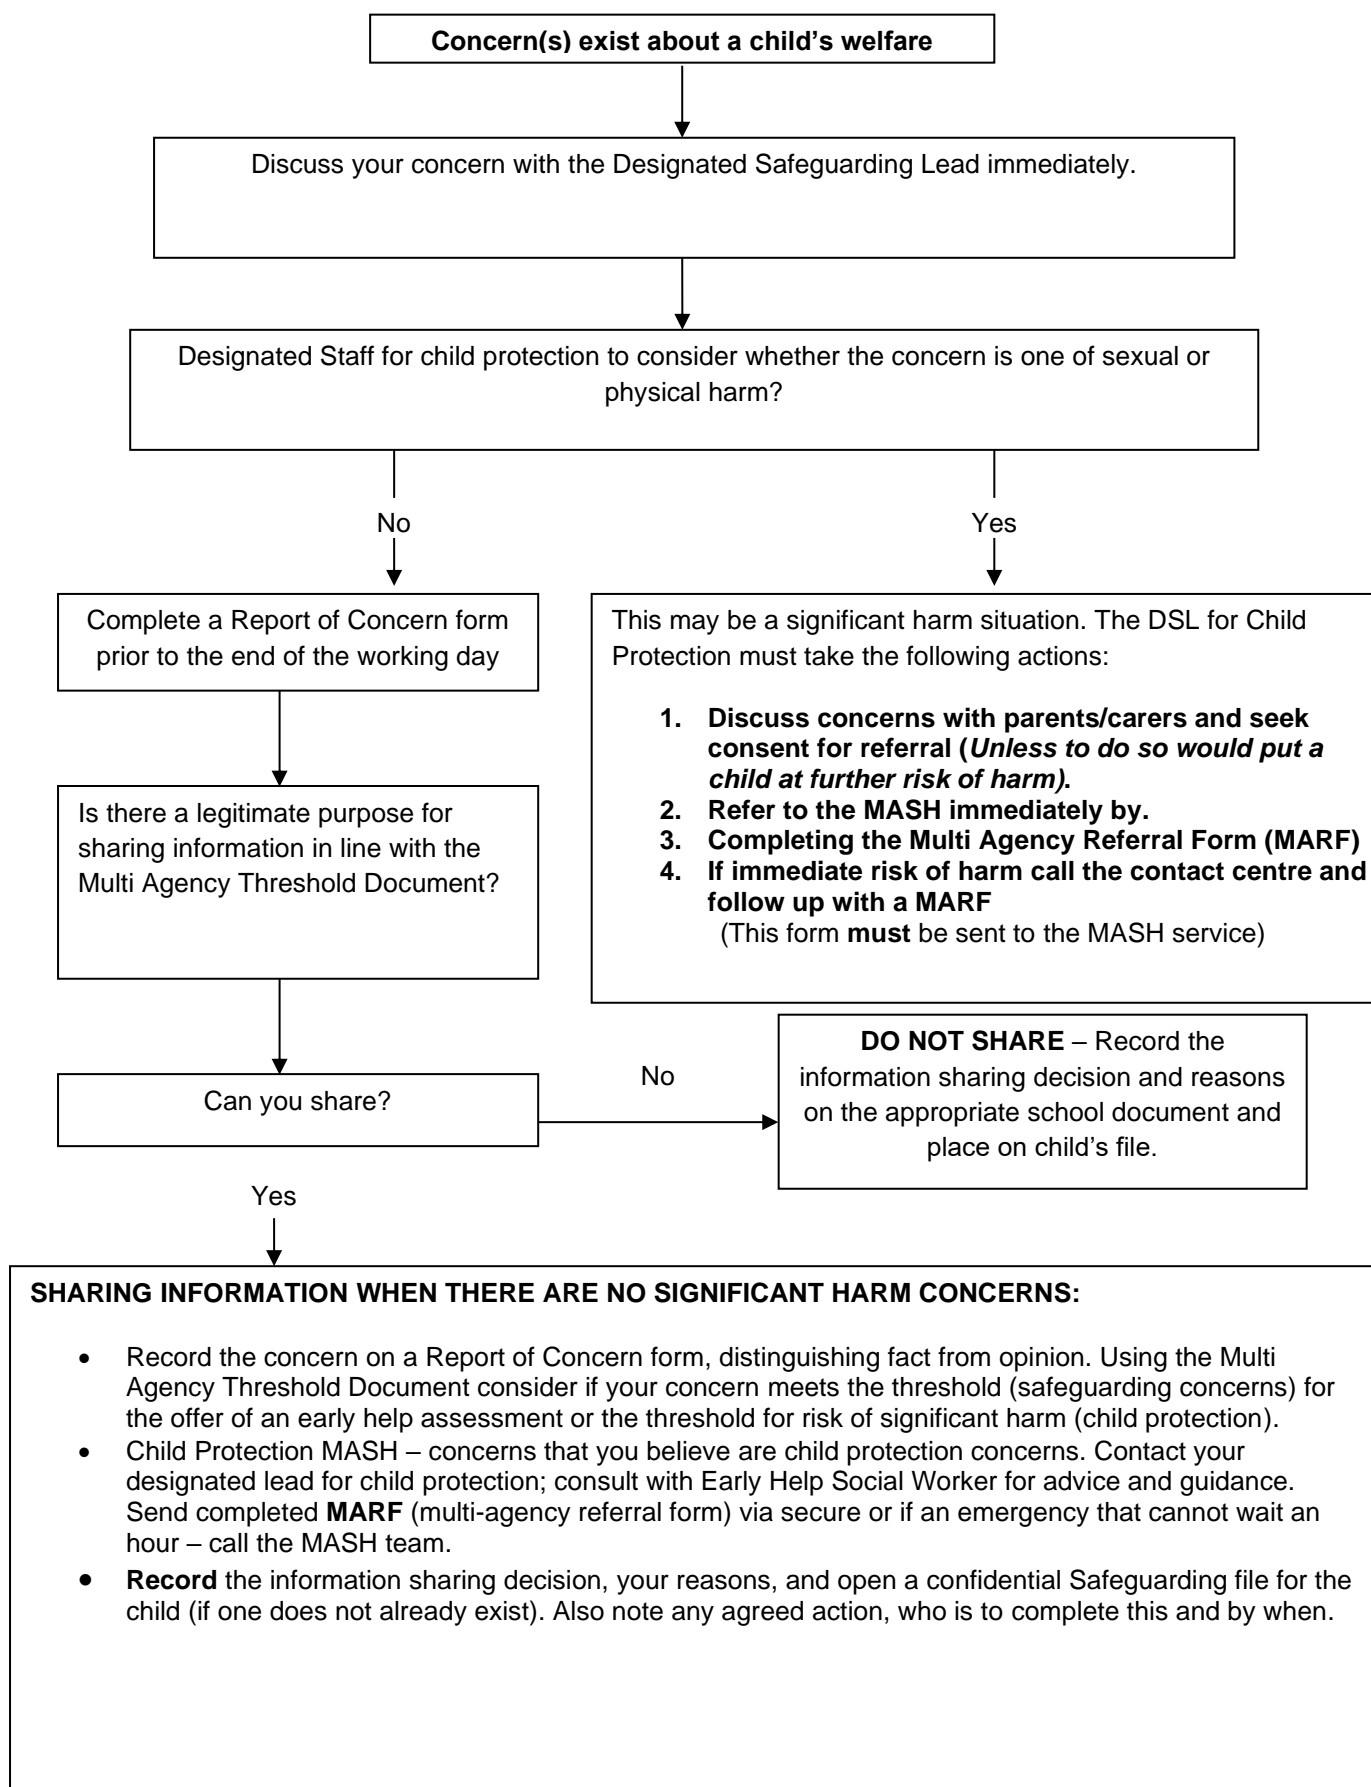 Concern(s) exist about a child’s welfare
Discuss your concern with the Designated Safeguarding Lead immediately.
Designated Staff for child protection to consider whether the concern is one of sexual or
physical harm?
No
Yes
Complete a Report of Concern form
prior to the end of the working day
This may be a significant harm situation. The DSL for Child
Protection must take the following actions:
1. Discuss concerns with parents/carers and seek
consent for referral (Unless to do so would put a
child at further risk of harm).
2. Refer to the MASH immediately by.
3. Completing the Multi Agency Referral Form (MARF)
4. If immediate risk of harm call the contact centre and
follow up with a MARF
(This form must be sent to the MASH service)
Is there a legitimate purpose for
sharing information in line with the
Multi Agency Threshold Document?
Can you share?
No
DO NOT SHARE – Record the
information sharing decision and reasons
on the appropriate school document and
place on child’s file.
Yes
SHARING INFORMATION WHEN THERE ARE NO SIGNIFICANT HARM CONCERNS:
• Record the concern on a Report of Concern form, distinguishing fact from opinion. Using the Multi
Agency Threshold Document consider if your concern meets the threshold (safeguarding concerns) for
the offer of an early help assessment or the threshold for risk of significant harm (child protection).
• Child Protection MASH – concerns that you believe are child protection concerns. Contact your
designated lead for child protection; consult with Early Help Social Worker for advice and guidance.
Send completed MARF (multi-agency referral form) via secure or if an emergency that cannot wait an
hour – call the MASH team.
• Record the information sharing decision, your reasons, and open a confidential Safeguarding file for the
child (if one does not already exist). Also note any agreed action, who is to complete this and by when.